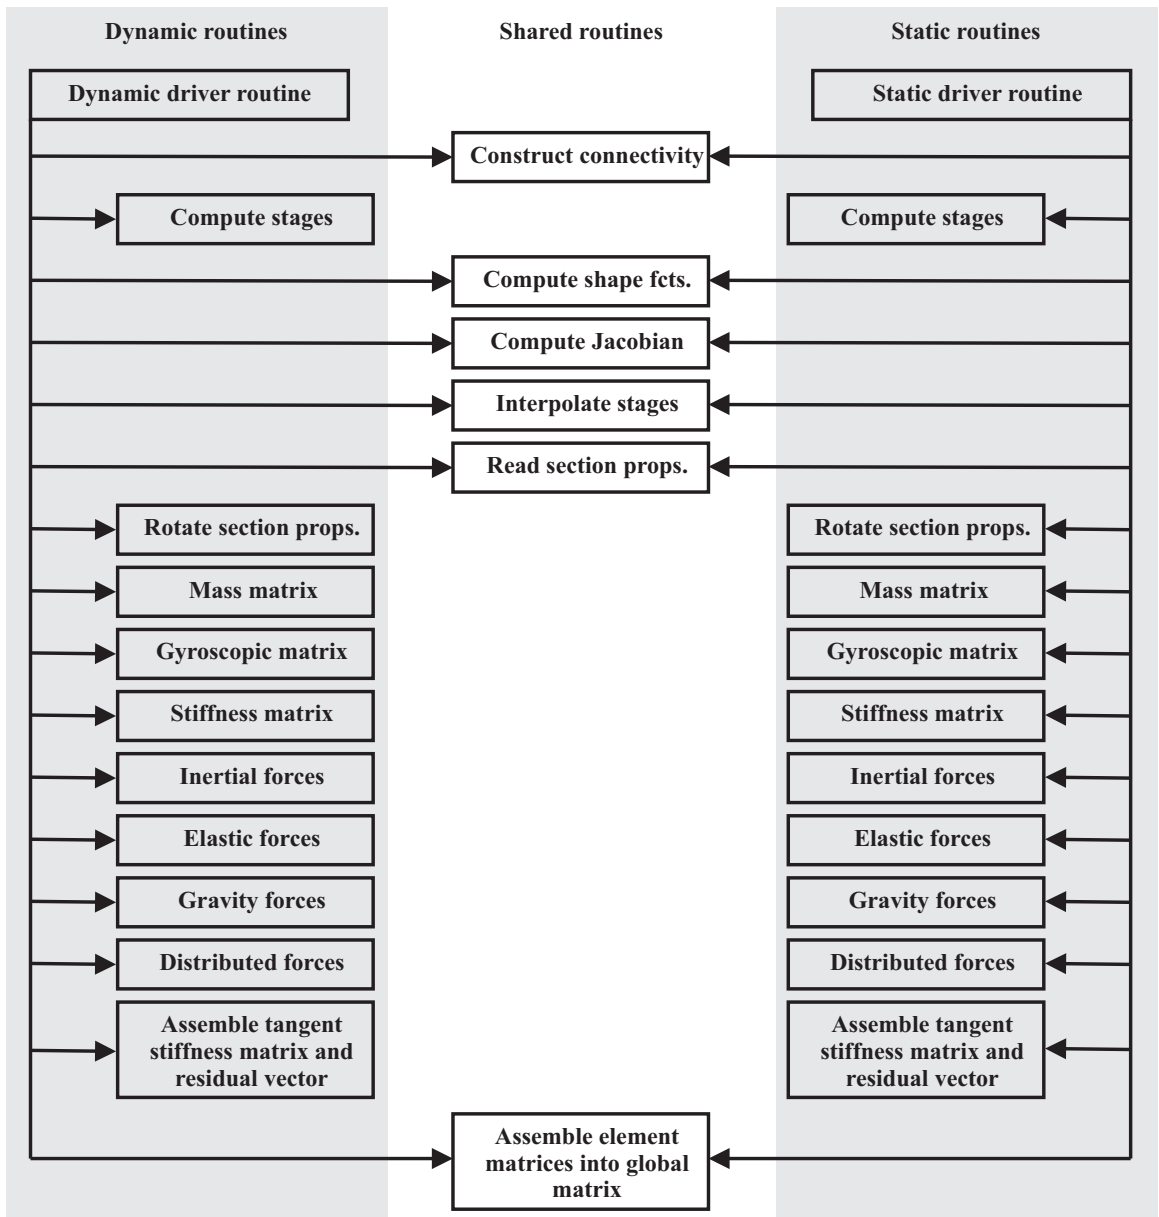 Dynamic routines
Shared routines
Static routines
Dynamic driver routine
Static driver routine
Construct connectivity
Compute stages
Compute stages
Compute shape fcts.
Compute Jacobian
Interpolate stages
Read section props.
Rotate section props.
Rotate section props.
Mass matrix
Mass matrix
Gyroscopic matrix
Gyroscopic matrix
Stiffness matrix
Stiffness matrix
Inertial forces
Inertial forces
Elastic forces
Elastic forces
Gravity forces
Gravity forces
Distributed forces
Distributed forces
Assemble tangent
stiffness matrix and
residual vector
Assemble tangent
stiffness matrix and
residual vector
Assemble element
matrices into global
matrix